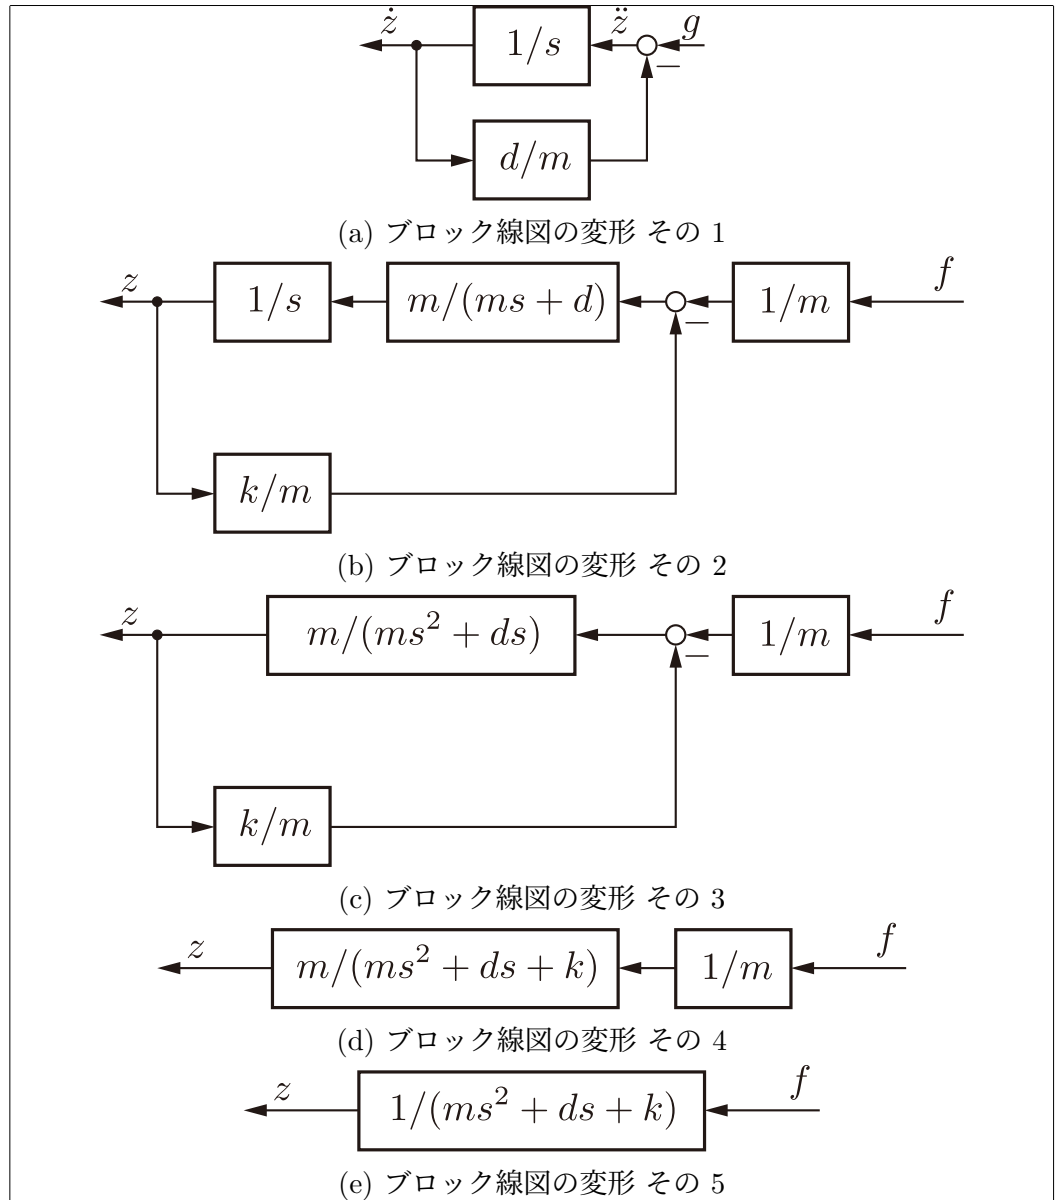 ż z̈ g
1/s
−
d/m
(a) ブロック線図の変形 その 1
z 1/s m/(ms + d) 1/m f
−
k/m
(b) ブロック線図の変形 その 2
z m/(ms² + ds) 1/m f
−
k/m
(c) ブロック線図の変形 その 3
z m/(ms² + ds + k) 1/m f
(d) ブロック線図の変形 その 4
z 1/(ms² + ds + k) f
(e) ブロック線図の変形 その 5